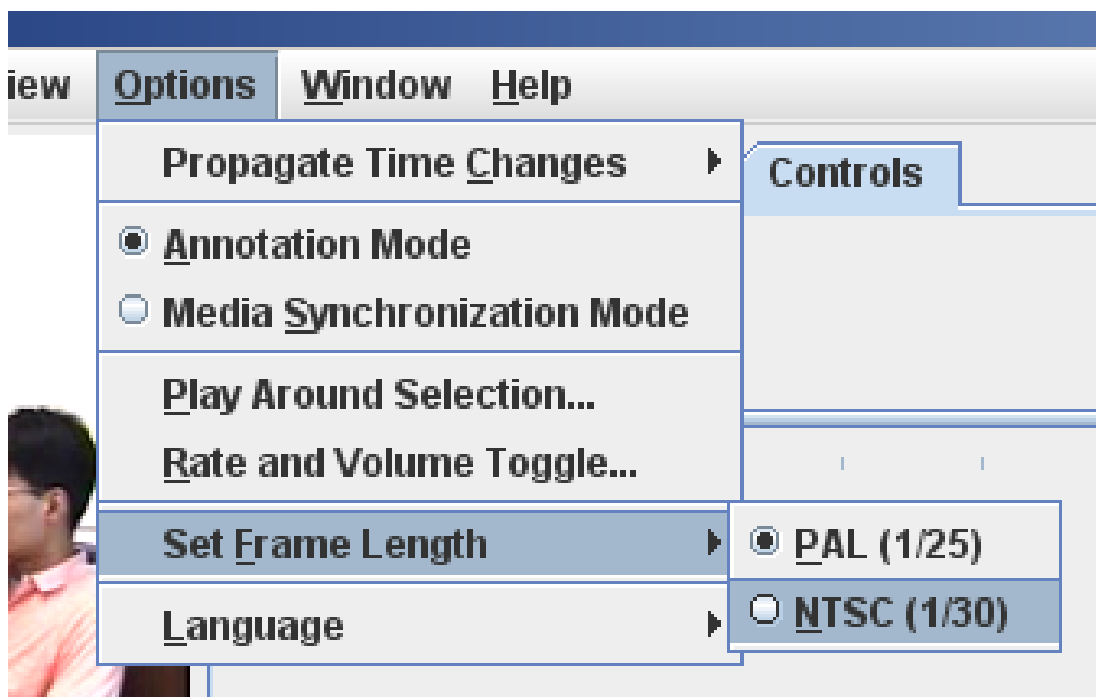 iew Options Window Help
Propagate Time Changes
Controls
Annotation Mode
Media Synchronization Mode
Play Around Selection...
Rate and Volume Toggle...
Set Frame Length
PAL (1/25)
NTSC (1/30)
Language